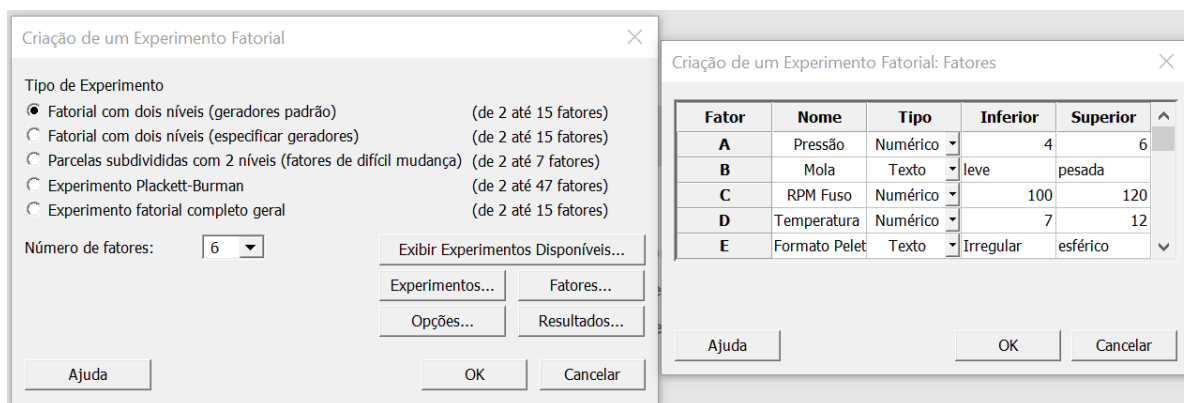 Criação de um Experimento Fatorial
Tipo de Experimento
Fatorial com dois níveis (geradores padrão) (de 2 até 15 fatores)
Fatorial com dois níveis (especificar geradores) (de 2 até 15 fatores)
Parcelas subdivididas com 2 níveis (fatores de difícil mudança) (de 2 até 7 fatores)
Experimento Plackett-Burman (de 2 até 47 fatores)
Experimento fatorial completo geral (de 2 até 15 fatores)
Número de fatores: 6 Exibir Experimentos Disponíveis...
Experimentos... Fatores...
Opções... Resultados...
Ajuda OK Cancelar
Criação de um Experimento Fatorial: Fatores
Fator Nome Tipo Inferior Superior
A Pressão Numérico 4 6
B Mola Texto leve pesada
C RPM Fuso Numérico 100 120
D Temperatura Numérico 7 12
E Formato Pelet Texto Irregular esférico
Ajuda OK Cancelar